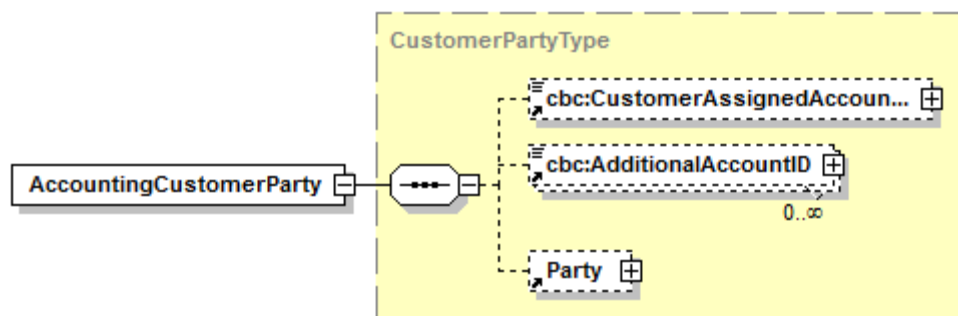 CustomerPartyType
cbc:CustomerAssignedAccoun...
cbc:AdditionalAccountID
AccountingCustomerParty
0..∞
Party